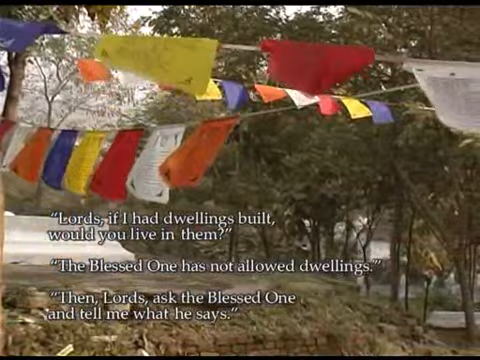 “Lords, if I had dwellings built,
would you live in them?”
“The Blessed One has not allowed dwellings.”
“Then, Lords, ask the Blessed One
and tell me what he says.”